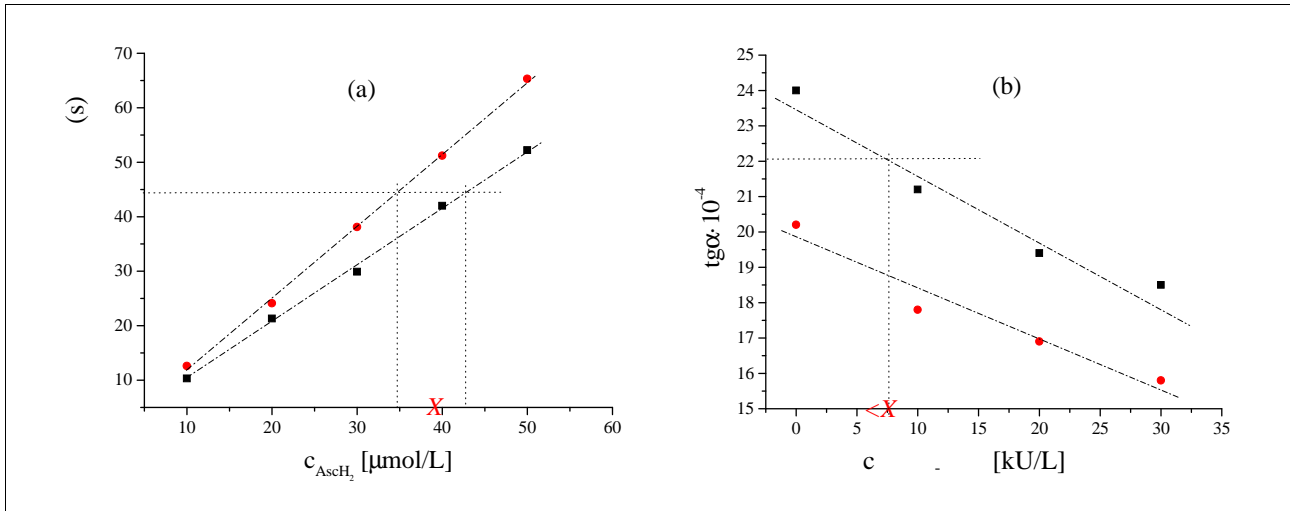 (a)
(s)
70
60
50
40
30
20
10
10 20 30 40 50 60
X
c AscH₂ [μmol/L]
(b)
tgα·10⁻⁴
25
24
23
22
21
20
19
18
17
16
15
0 5 10 15 20 25 30 35
<X
c - [kU/L]